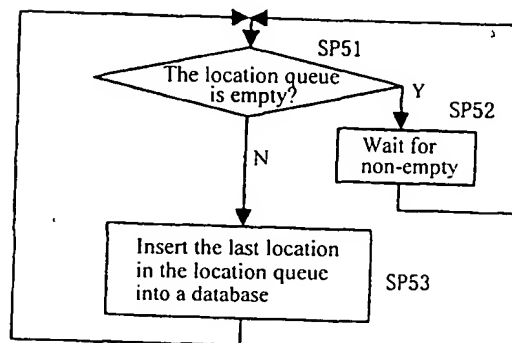 SP51
The location queue
is empty?
Y
SP52
Wait for
non-empty
N
Insert the last location
in the location queue
into a database
SP53